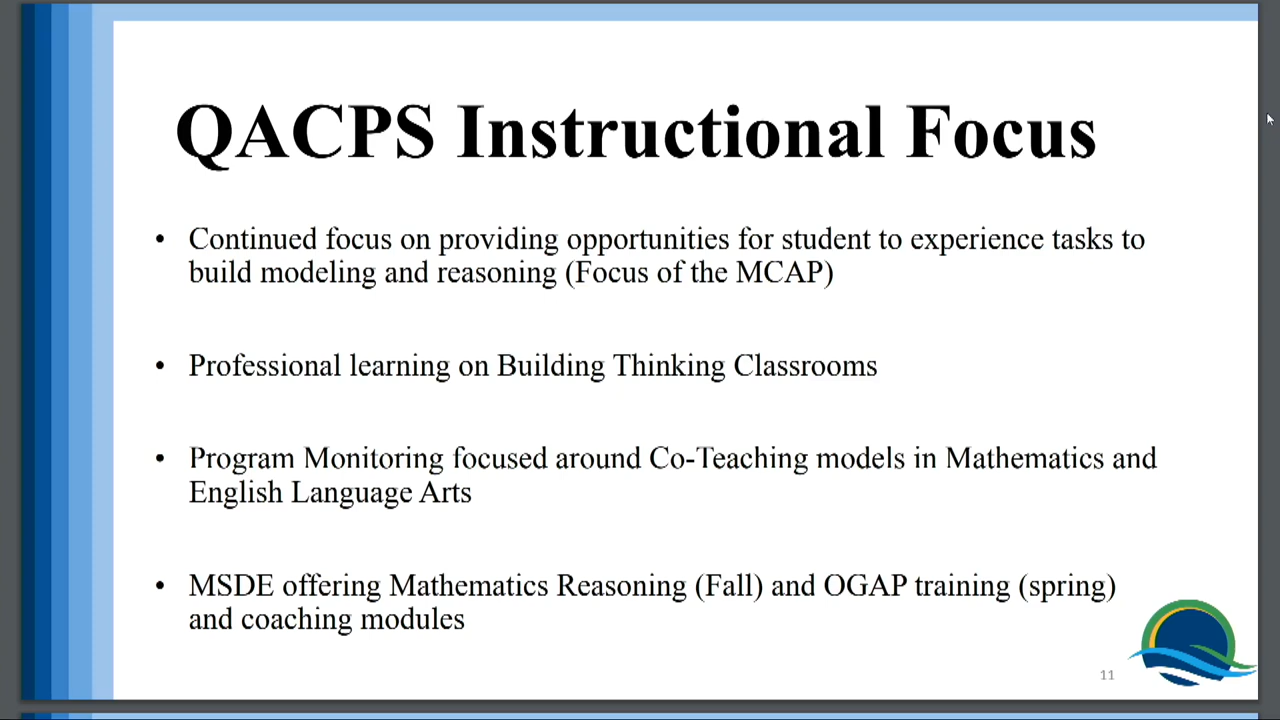 QACPS Instructional Focus
• Continued focus on providing opportunities for student to experience tasks to
build modeling and reasoning (Focus of the MCAP)
• Professional learning on Building Thinking Classrooms
• Program Monitoring focused around Co-Teaching models in Mathematics and
English Language Arts
• MSDE offering Mathematics Reasoning (Fall) and OGAP training (spring)
and coaching modules
11